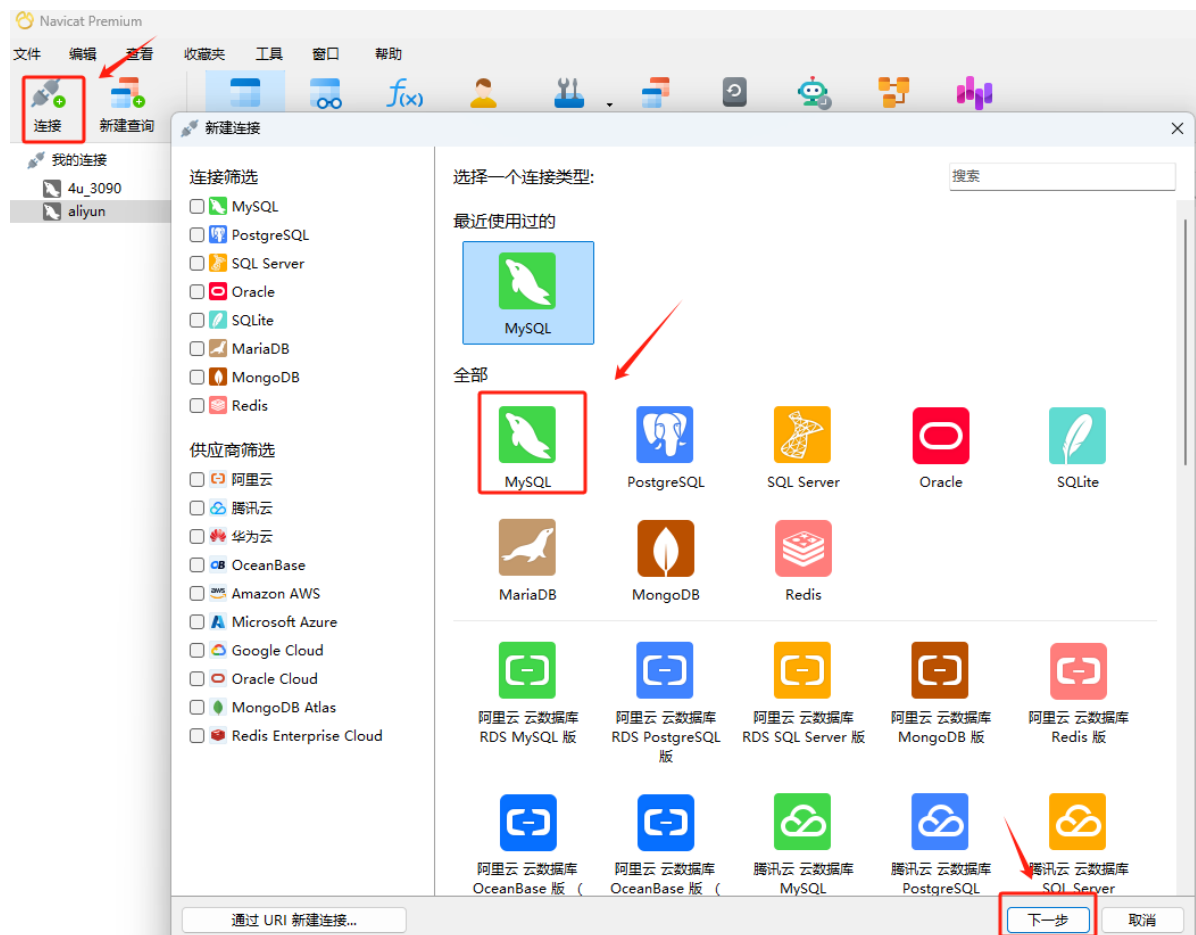 Navicat Premium
文件 编辑 查看 收藏夹 工具 窗口 帮助
f(x)
连接 新建查询
新建连接
我的连接
4u_3090
aliyun
连接筛选
MySQL
PostgreSQL
SQL Server
Oracle
SQLite
MariaDB
MongoDB
Redis
供应商筛选
阿里云
腾讯云
华为云
OB OceanBase
aws Amazon AWS
Microsoft Azure
Google Cloud
Oracle Cloud
MongoDB Atlas
Redis Enterprise Cloud
选择一个连接类型:
搜索
最近使用过的
MySQL
全部
MySQL PostgreSQL SQL Server Oracle SQLite
MariaDB MongoDB Redis
阿里云 云数据库 阿里云 云数据库 阿里云 云数据库 阿里云 云数据库 阿里云 云数据库
RDS MySQL 版 RDS PostgreSQL RDS SQL Server 版 MongoDB 版 Redis 版
版
阿里云 云数据库 阿里云 云数据库 腾讯云 云数据库 腾讯云 云数据库 腾讯云 云数据库
OceanBase 版 ( OceanBase 版 ( MySQL PostgreSQL SQL Server
通过 URI 新建连接... 下一步 取消